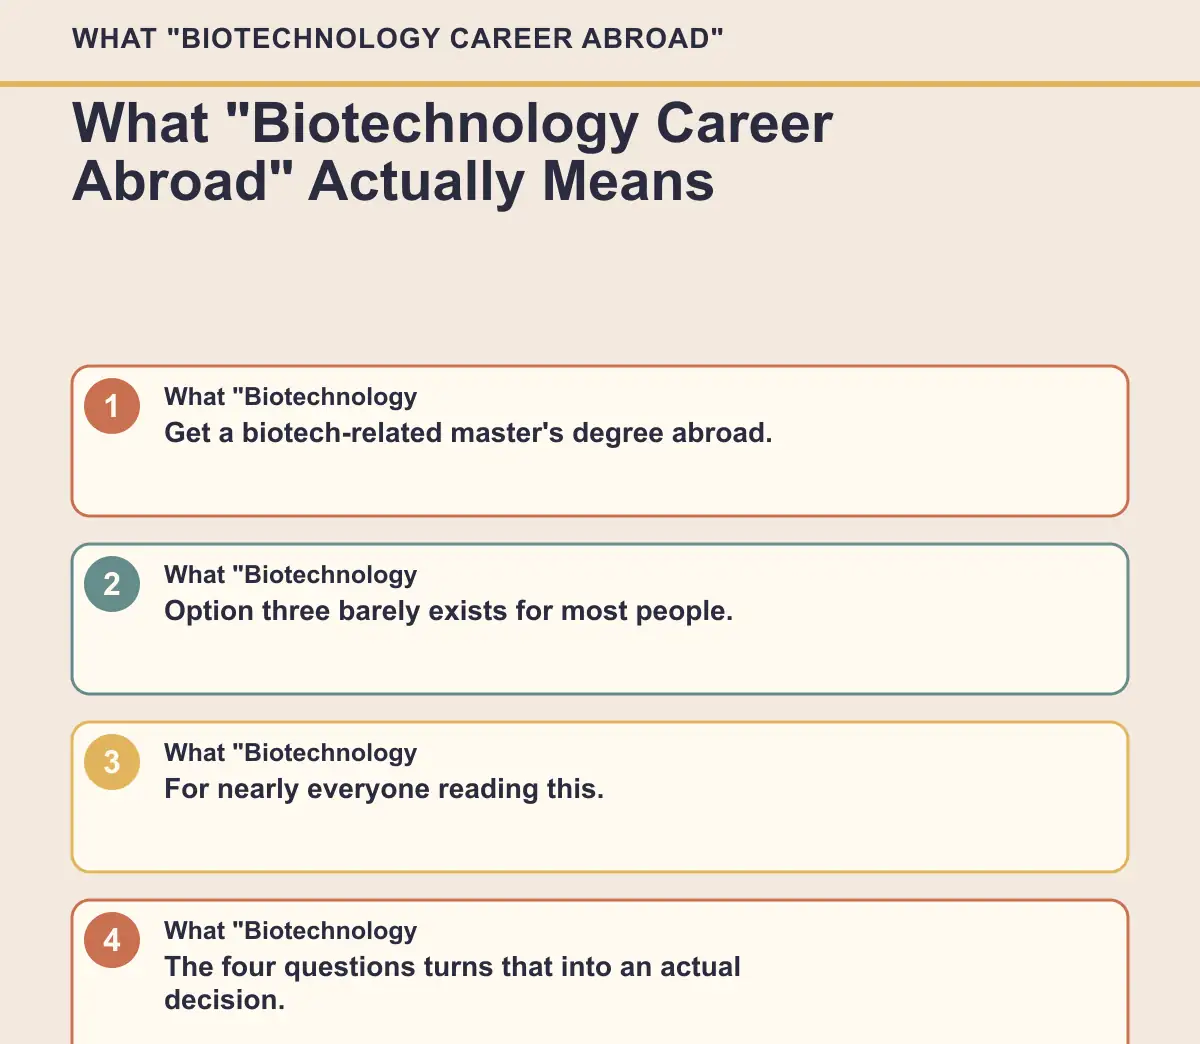 WHAT "BIOTECHNOLOGY CAREER ABROAD"
What "Biotechnology Career
Abroad" Actually Means
1
What "Biotechnology
Get a biotech-related master's degree abroad.
2
What "Biotechnology
Option three barely exists for most people.
3
What "Biotechnology
For nearly everyone reading this.
4
What "Biotechnology
The four questions turns that into an actual
decision.